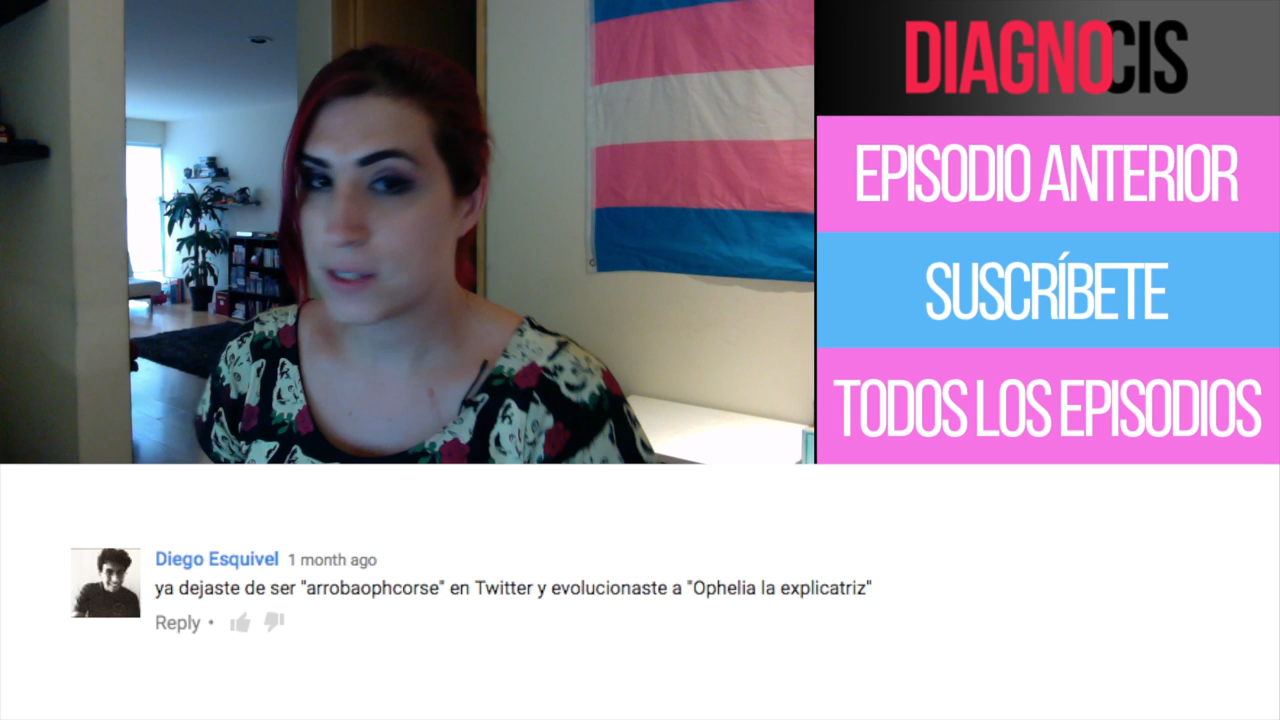 DIAGNOCIS
EPISODIO ANTERIOR
SUSCRÍBETE
TODOS LOS EPISODIOS
Diego Esquivel 1 month ago
ya dejaste de ser "arrobaophcorse" en Twitter y evolucionaste a "Ophelia la explicatriz"
Reply •